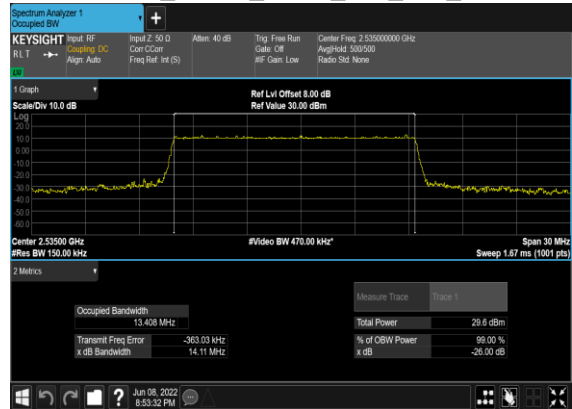 Spectrum Analyzer 1
Occupied BW
+
KEYSIGHT Input: RF Input Z: 50 Ω Atten: 40 dB Trig: Free Run Center Freq: 2.535000000 GHz
RLT Coupling: DC Corr CCorr Gate: Off Avg|Hold: 500/500
Align: Auto Freq Ref: Int (S) #IF Gain: Low Radio Std: None
1 Graph
Ref Lvl Offset 8.00 dB
Scale/Div 10.0 dB Ref Value 30.00 dBm
Log
20.0
10.0
0.00
-10.0
-20.0
-30.0
-40.0
-50.0
-60.0
Center 2.53500 GHz #Video BW 470.00 kHz* Span 30 MHz
#Res BW 150.00 kHz Sweep 1.67 ms (1001 pts)
2 Metrics
Measure Trace Trace 1
Occupied Bandwidth
13.408 MHz Total Power 29.6 dBm
Transmit Freq Error -363.03 kHz % of OBW Power 99.00 %
x dB Bandwidth 14.11 MHz x dB -26.00 dB
? Jun 08, 2022
8:53:32 PM